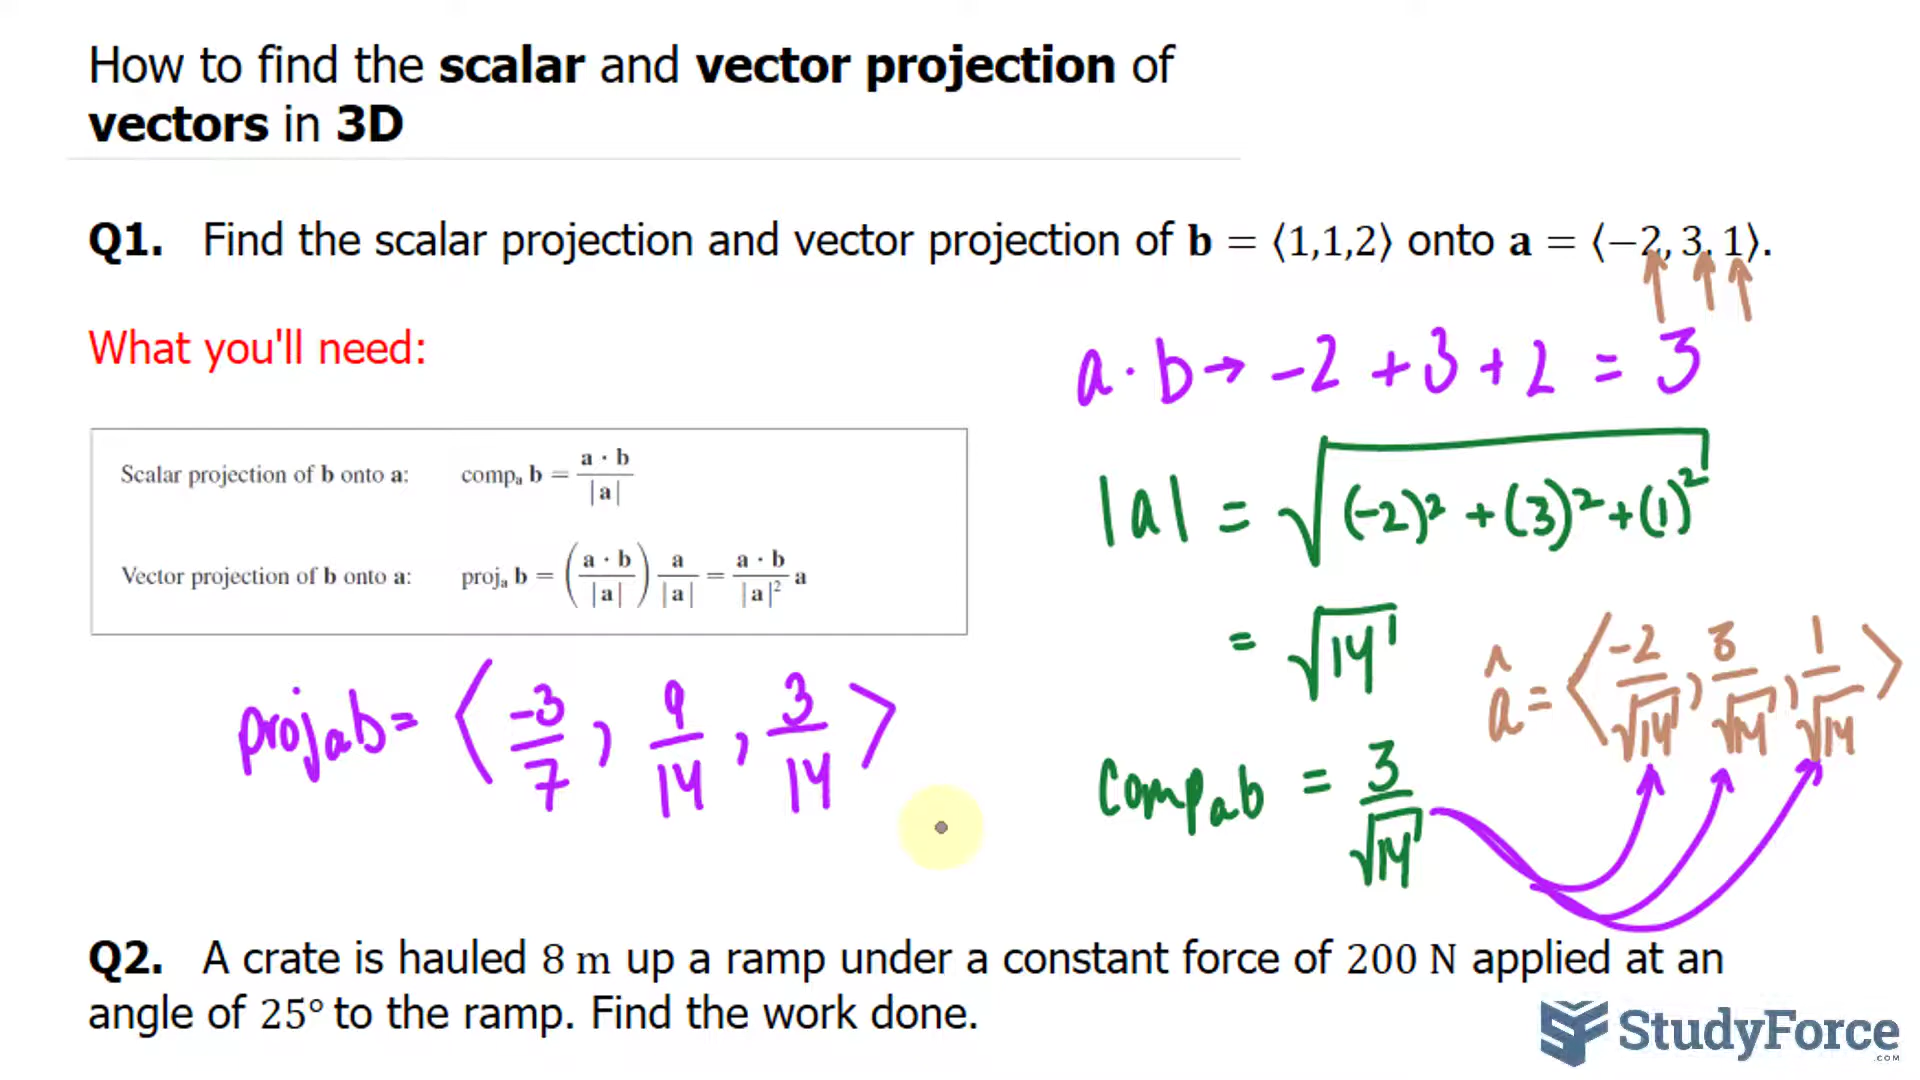 How to find the scalar and vector projection of
vectors in 3D
Q1. Find the scalar projection and vector projection of b = ⟨1,1,2⟩ onto a = ⟨−2, 3, 1⟩.
What you'll need:
a · b → -2 + 3 + 2 = 3
Scalar projection of b onto a: compₐ b = a · b / |a|
|a| = √((-2)² + (3)² + (1)²)
Vector projection of b onto a: projₐ b = (a · b / |a|) a / |a| = a · b / |a|² a
= √14
â = ⟨-2/√14, 3/√14, 1/√14⟩
projₐb = ⟨-3/7, 9/14, 3/14⟩
compₐb = 3/√14
Q2. A crate is hauled 8 m up a ramp under a constant force of 200 N applied at an
angle of 25° to the ramp. Find the work done.
SF StudyForce
.COM